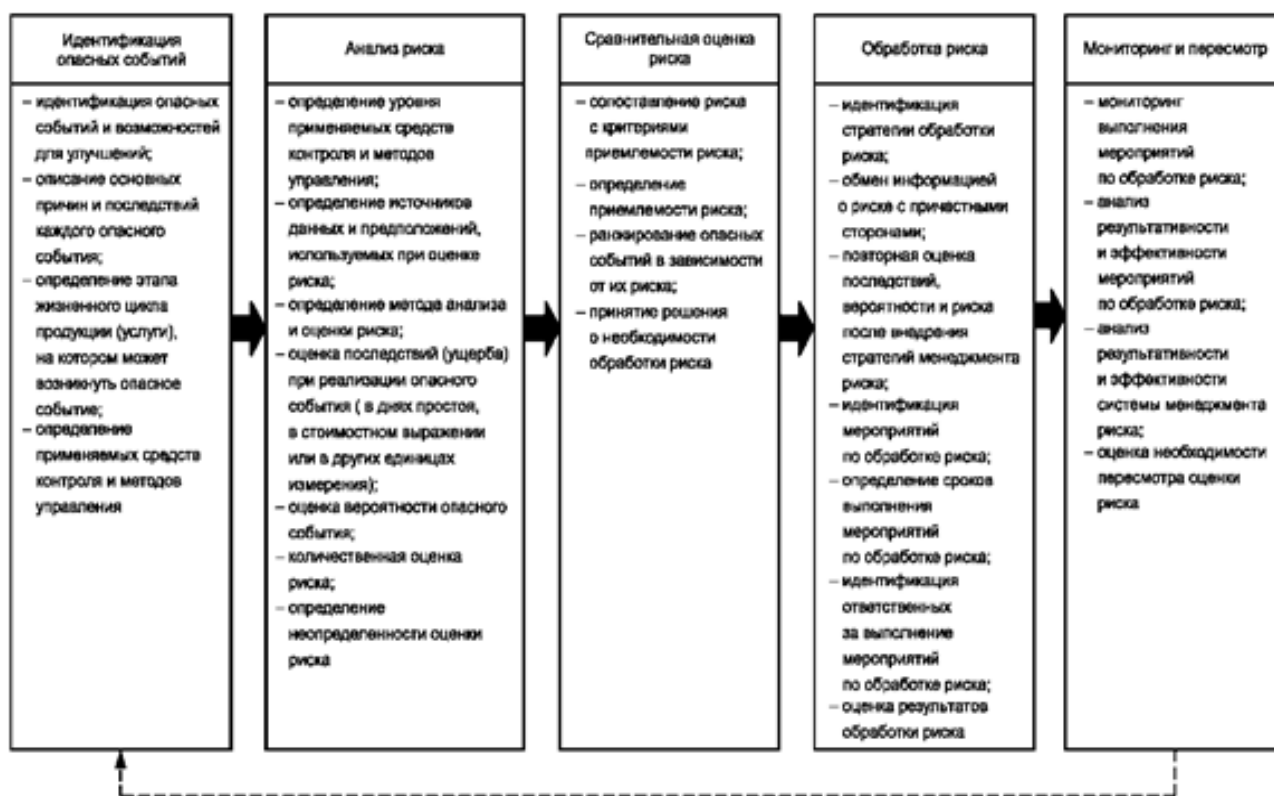 Идентификация
опасных событий
– идентификация опасных
событий и возможностей
для улучшений;
– описание основных
причин и последствий
каждого опасного
события;
– определение этапа
жизненного цикла
продукции (услуги),
на котором может
возникнуть опасное
событие;
– определение
применяемых средств
контроля и методов
управления
Анализ риска
– определение уровня
применяемых средств
контроля и методов
управления;
– определение источников
данных и предположений,
используемых при оценке
риска;
– определение метода анализа
и оценки риска;
– оценка последствий (ущерба)
при реализации опасного
события ( в днях простоя,
в стоимостном выражении
или в других единицах
измерения);
– оценка вероятности опасного
события;
– количественная оценка
риска;
– определение
неопределенности оценки
риска
Сравнительная оценка
риска
– сопоставление риска
с критериями
приемлемости риска;
– определение
приемлемости риска;
– ранжирование опасных
событий в зависимости
от их риска;
– принятие решения
о необходимости
обработки риска
Обработка риска
– идентификация
стратегии обработки
риска;
– обмен информацией
о риске с причастными
сторонами;
– повторная оценка
последствий,
вероятности и риска
после внедрения
стратегий менеджмента
риска;
– идентификация
мероприятий
по обработке риска;
– определение сроков
выполнения
мероприятий
по обработке риска;
– идентификация
ответственных
за выполнение
мероприятий
по обработке риска;
– оценка результатов
обработки риска
Мониторинг и пересмотр
– мониторинг
выполнения
мероприятий
по обработке риска;
– анализ
результативности
и эффективности
мероприятий
по обработке риска;
– анализ
результативности
и эффективности
системы менеджмента
риска;
– оценка необходимости
пересмотра оценки
риска